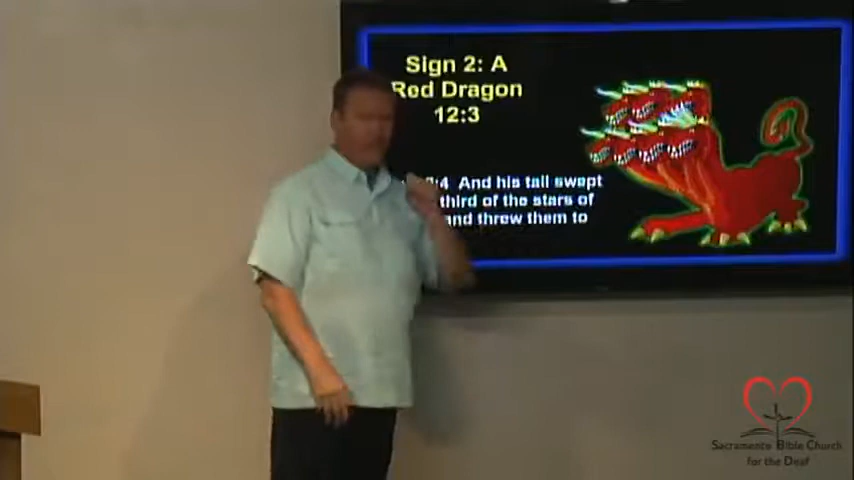 Sign 2: A
Red Dragon
12:3
:4 And his tail swept
third of the stars of
and threw them to
Sacramento Bible Church
for the Deaf